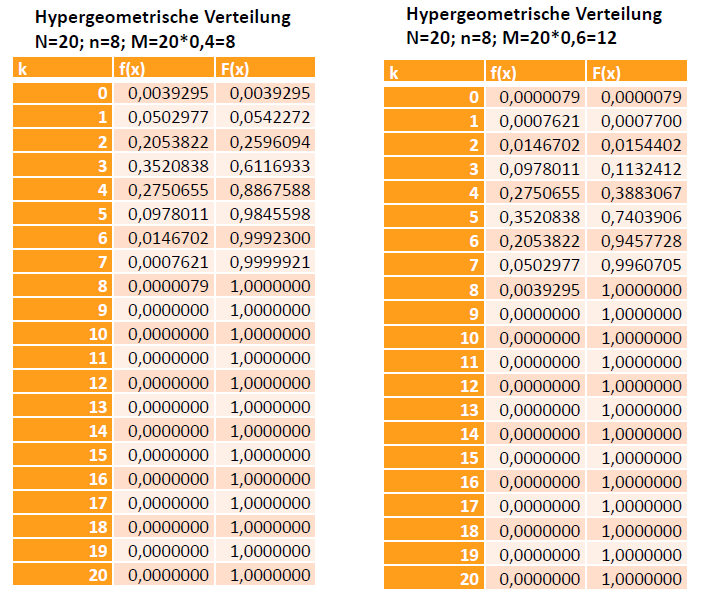 Hypergeometrische Verteilung
N=20; n=8; M=20*0,4=8
k f(x) F(x)
0 0,0039295 0,0039295
1 0,0502977 0,0542272
2 0,2053822 0,2596094
3 0,3520838 0,6116933
4 0,2750655 0,8867588
5 0,0978011 0,9845598
6 0,0146702 0,9992300
7 0,0007621 0,9999921
8 0,0000079 1,0000000
9 0,0000000 1,0000000
10 0,0000000 1,0000000
11 0,0000000 1,0000000
12 0,0000000 1,0000000
13 0,0000000 1,0000000
14 0,0000000 1,0000000
15 0,0000000 1,0000000
16 0,0000000 1,0000000
17 0,0000000 1,0000000
18 0,0000000 1,0000000
19 0,0000000 1,0000000
20 0,0000000 1,0000000
Hypergeometrische Verteilung
N=20; n=8; M=20*0,6=12
k f(x) F(x)
0 0,0000079 0,0000079
1 0,0007621 0,0007700
2 0,0146702 0,0154402
3 0,0978011 0,1132412
4 0,2750655 0,3883067
5 0,3520838 0,7403906
6 0,2053822 0,9457728
7 0,0502977 0,9960705
8 0,0039295 1,0000000
9 0,0000000 1,0000000
10 0,0000000 1,0000000
11 0,0000000 1,0000000
12 0,0000000 1,0000000
13 0,0000000 1,0000000
14 0,0000000 1,0000000
15 0,0000000 1,0000000
16 0,0000000 1,0000000
17 0,0000000 1,0000000
18 0,0000000 1,0000000
19 0,0000000 1,0000000
20 0,0000000 1,0000000